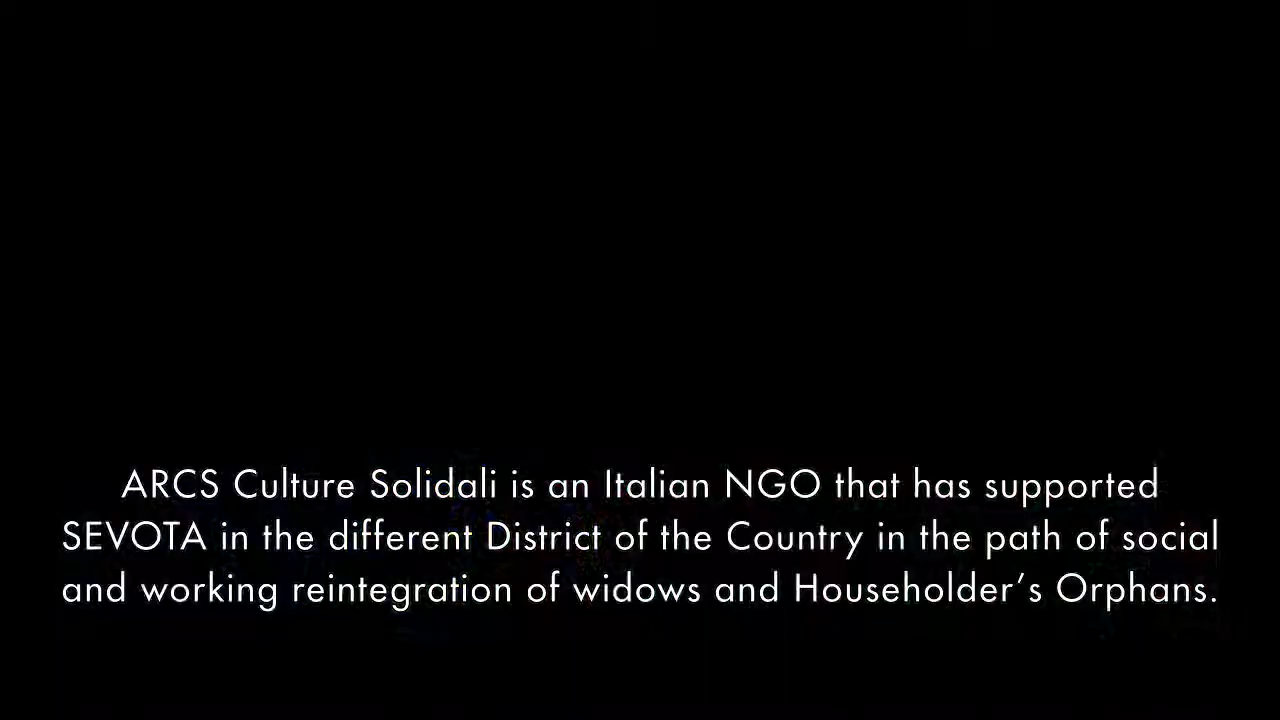 ARCS Culture Solidali is an Italian NGO that has supported
SEVOTA in the different District of the Country in the path of social
and working reintegration of widows and Householder’s Orphans.